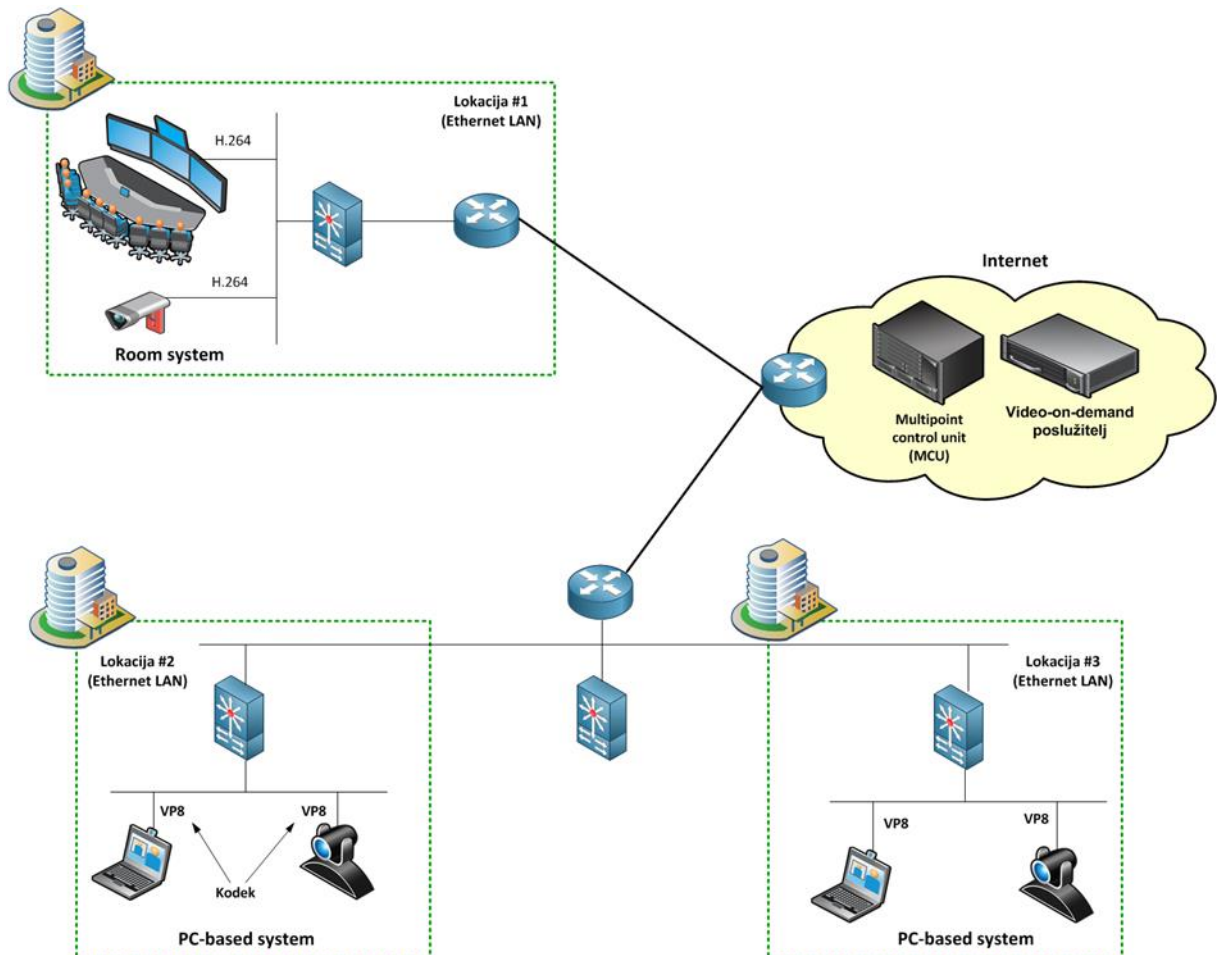 Lokacija #1
(Ethernet LAN)
H.264
H.264
Room system
Internet
Multipoint
control unit
(MCU)
Video-on-demand
poslužitelj
Lokacija #2
(Ethernet LAN)
Lokacija #3
(Ethernet LAN)
VP8
VP8
Kodek
PC-based system
VP8
VP8
PC-based system